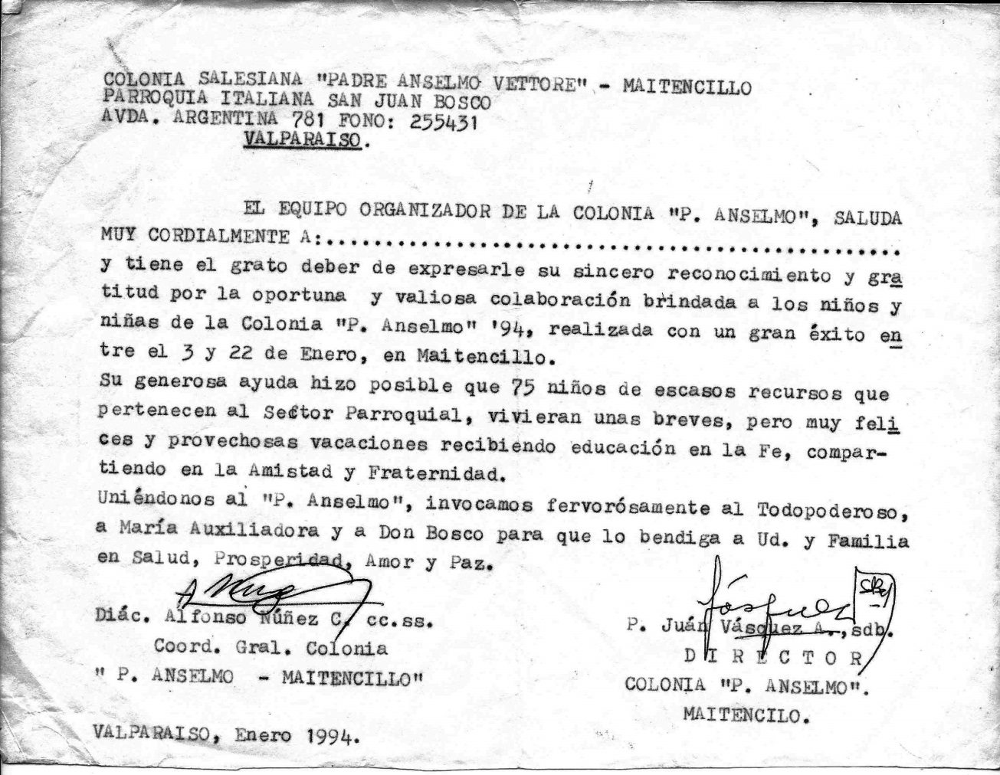 COLONIA SALESIANA "PADRE ANSELMO VETTORE" - MAITENCILLO
PARROQUIA ITALIANA SAN JUAN BOSCO
AVDA. ARGENTINA 781 FONO: 255431
VALPARAISO.
EL EQUIPO ORGANIZADOR DE LA COLONIA "P. ANSELMO", SALUDA
MUY CORDIALMENTE A:..................................................
y tiene el grato deber de expresarle su sincero reconocimiento y gra
titud por la oportuna y valiosa colaboración brindada a los niños y
niñas de la Colonia "P. Anselmo" '94, realizada con un gran éxito en
tre el 3 y 22 de Enero, en Maitencillo.
Su generosa ayuda hizo posible que 75 niños de escasos recursos que
pertenecen al Sector Parroquial, vivieran unas breves, pero muy feli
ces y provechosas vacaciones recibiendo educación en la Fe, compar-
tiendo en la Amistad y Fraternidad.
Uniéndonos al "P. Anselmo", invocamos fervorósamente al Todopoderoso,
a María Auxiliadora y a Don Bosco para que lo bendiga a Ud. y Familia
en Salud, Prosperidad, Amor y Paz.
Diác. Alfonso Núñez C. cc.ss.
Coord. Gral. Colonia
" P. ANSELMO - MAITENCILLO"
P. Juán Vásquez A., sdb.
D I R E C T O R
COLONIA "P. ANSELMO".
MAITENCILO.
VALPARAISO, Enero 1994.